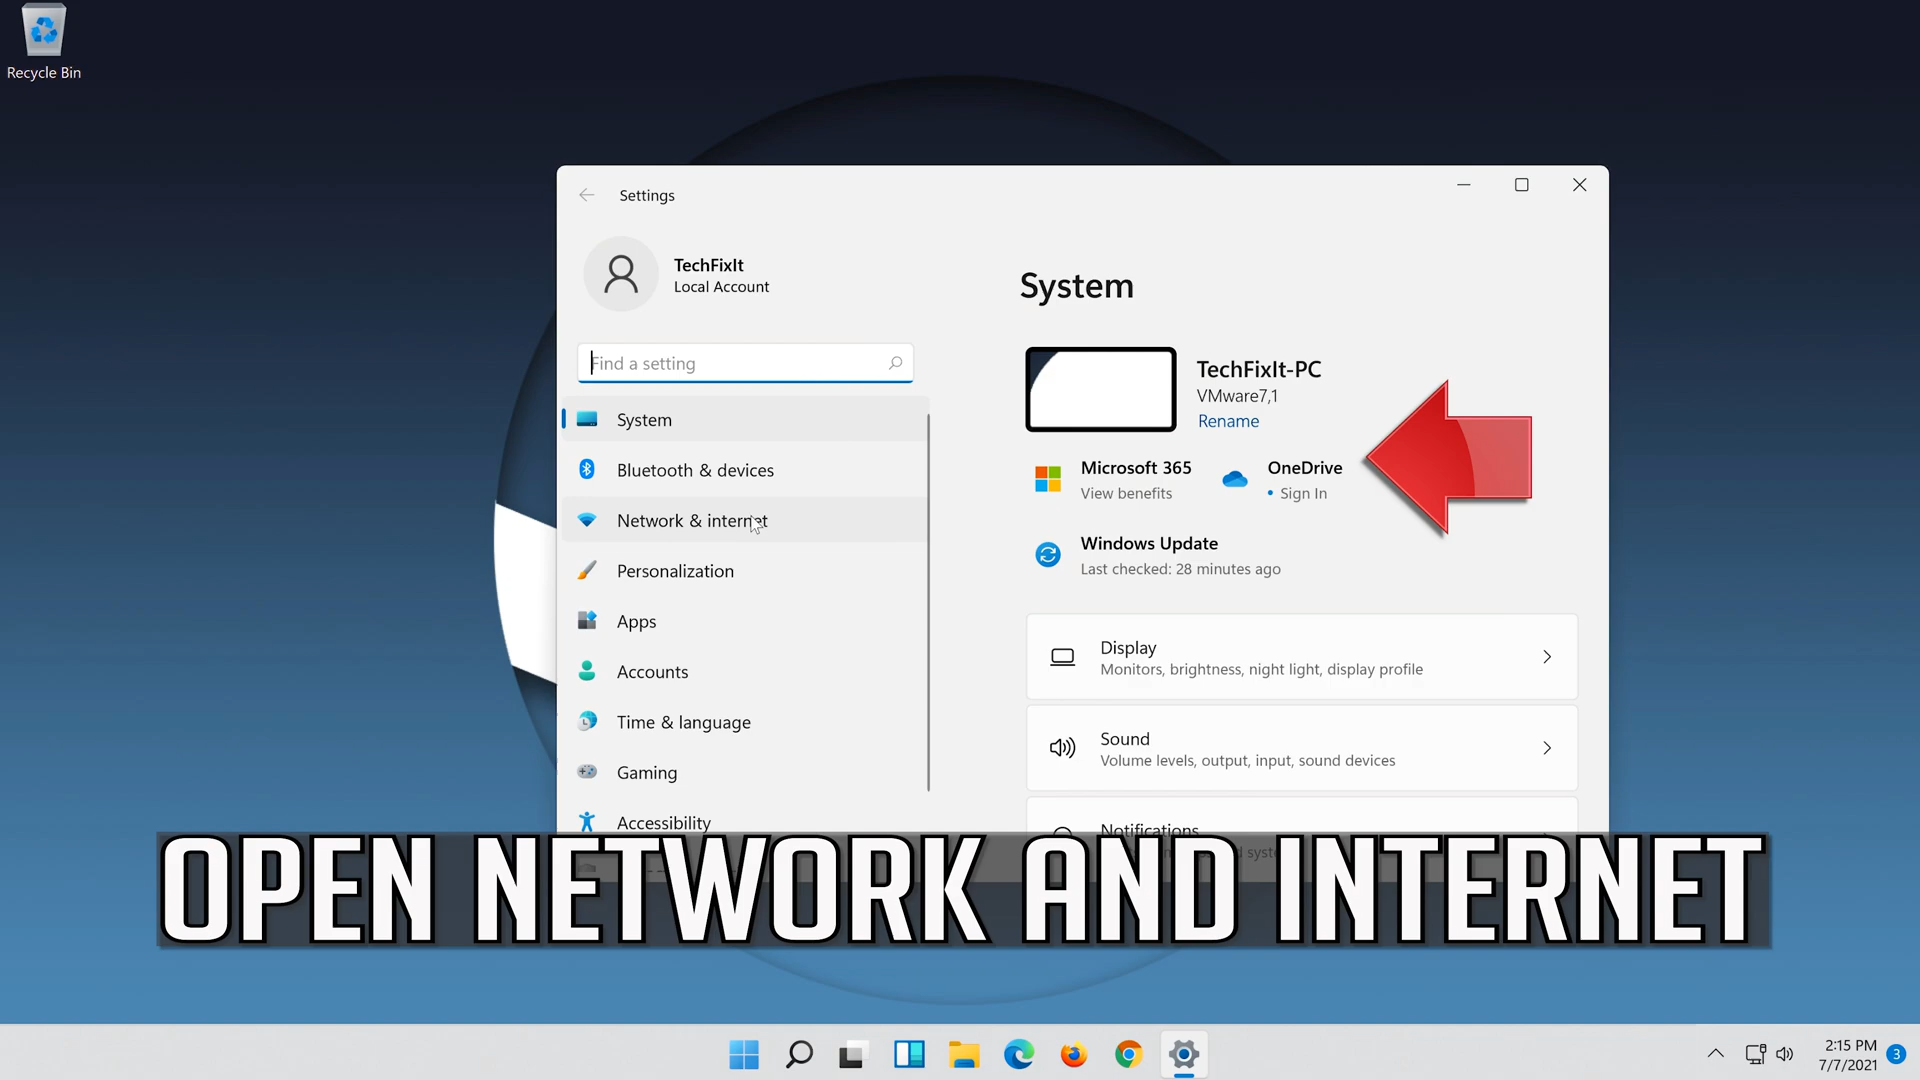 Recycle Bin
Settings
TechFixIt
Local Account
Find a setting
System
Bluetooth & devices
Network & internet
Personalization
Apps
Accounts
Time & language
Gaming
Accessibility
System
TechFixIt-PC
VMware7,1
Rename
Microsoft 365
View benefits
OneDrive
• Sign In
Windows Update
Last checked: 28 minutes ago
Display
Monitors, brightness, night light, display profile
Sound
Volume levels, output, input, sound devices
Notifications
OPEN NETWORK AND INTERNET
2:15 PM
7/7/2021
3